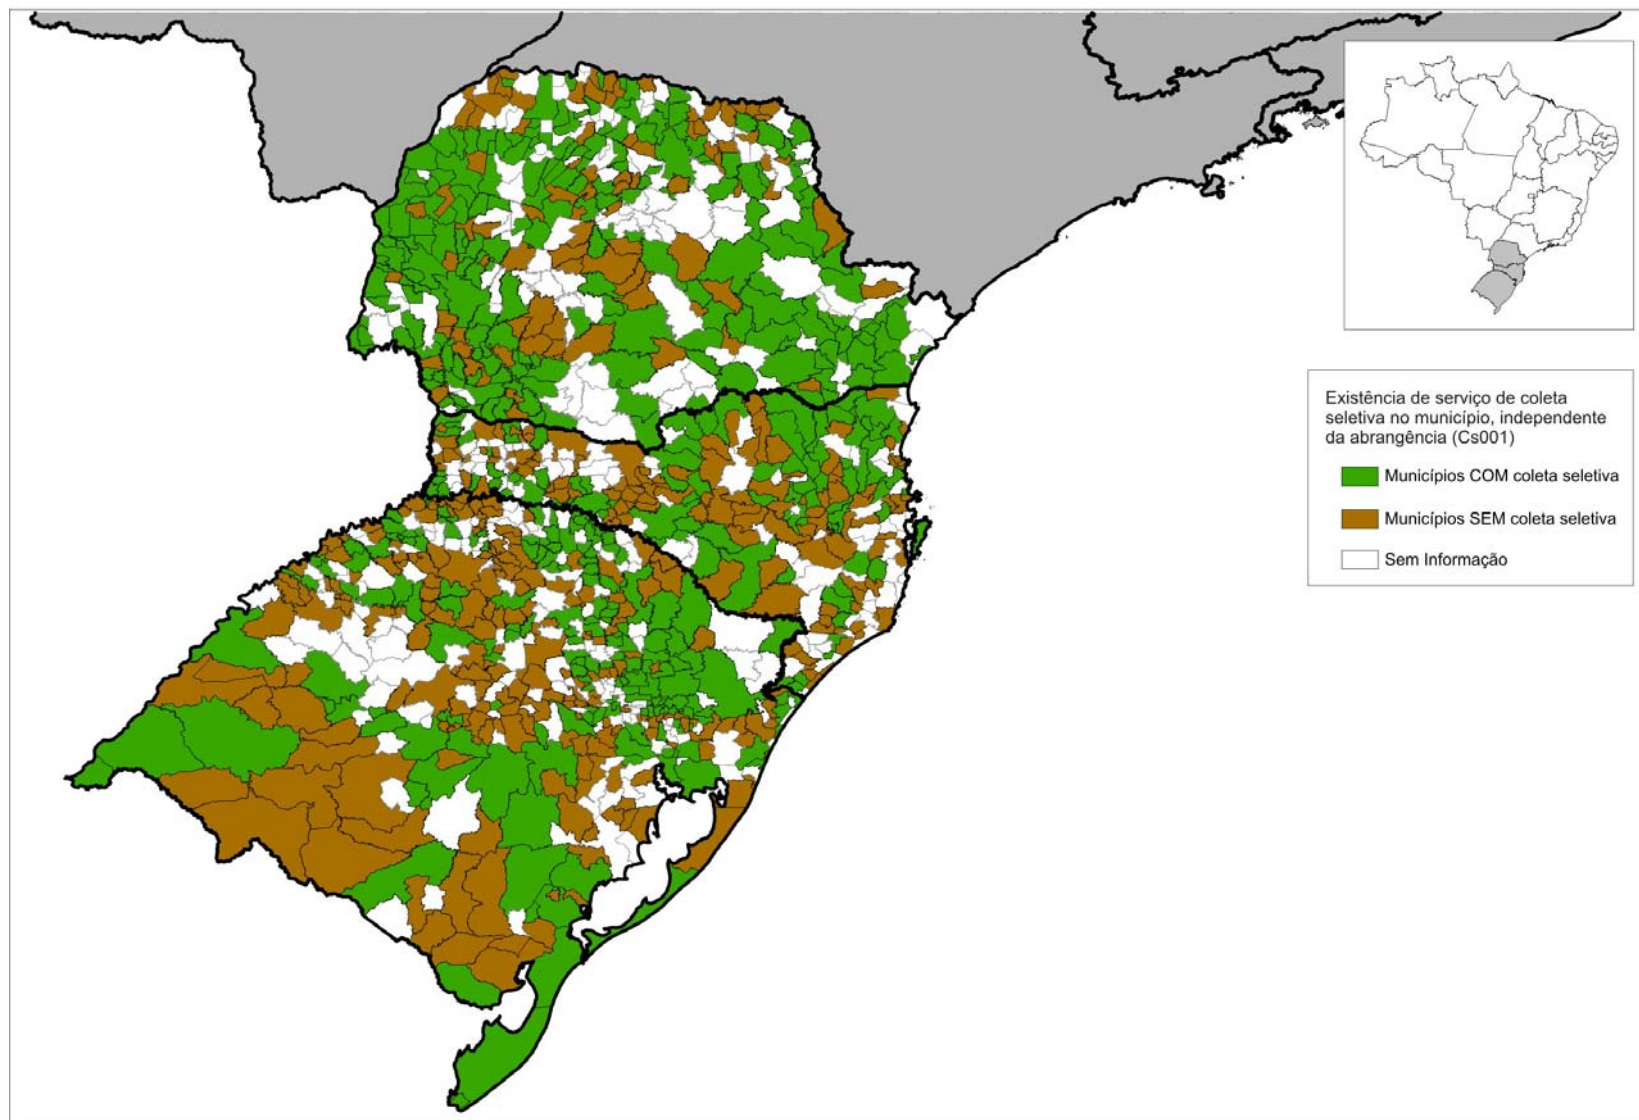 Existência de serviço de coleta
seletiva no município, independente
da abrangência (Cs001)
Municípios COM coleta seletiva
Municípios SEM coleta seletiva
Sem Informação